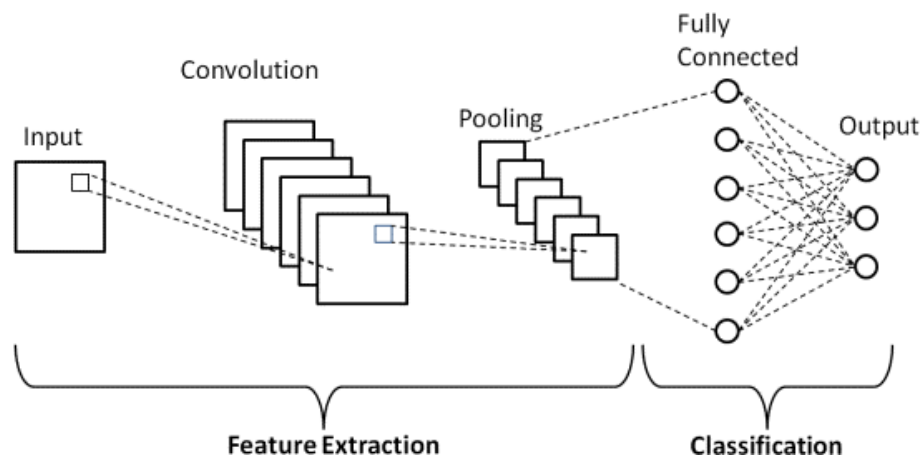 Input
Convolution
Pooling
Fully
Connected
Output
Feature Extraction
Classification